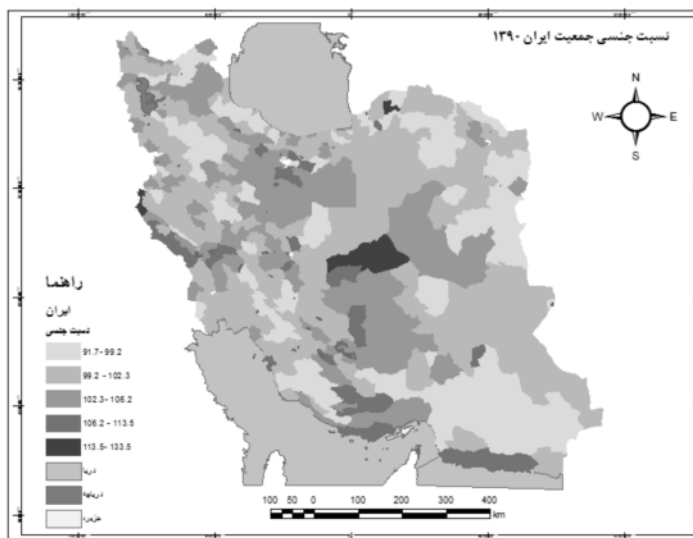 نسبت جنسی جمعیت ایران ۱۳۹۰
N
W E
S
راهنما
ایران
نسبت جنسی
91.7- 99.2
99.2 - 102.3
102.3- 106.2
106.2 - 113.5
113.5- 133.5
دریا
دریاچه
جزیره
100 50 0 100 200 300 400
km